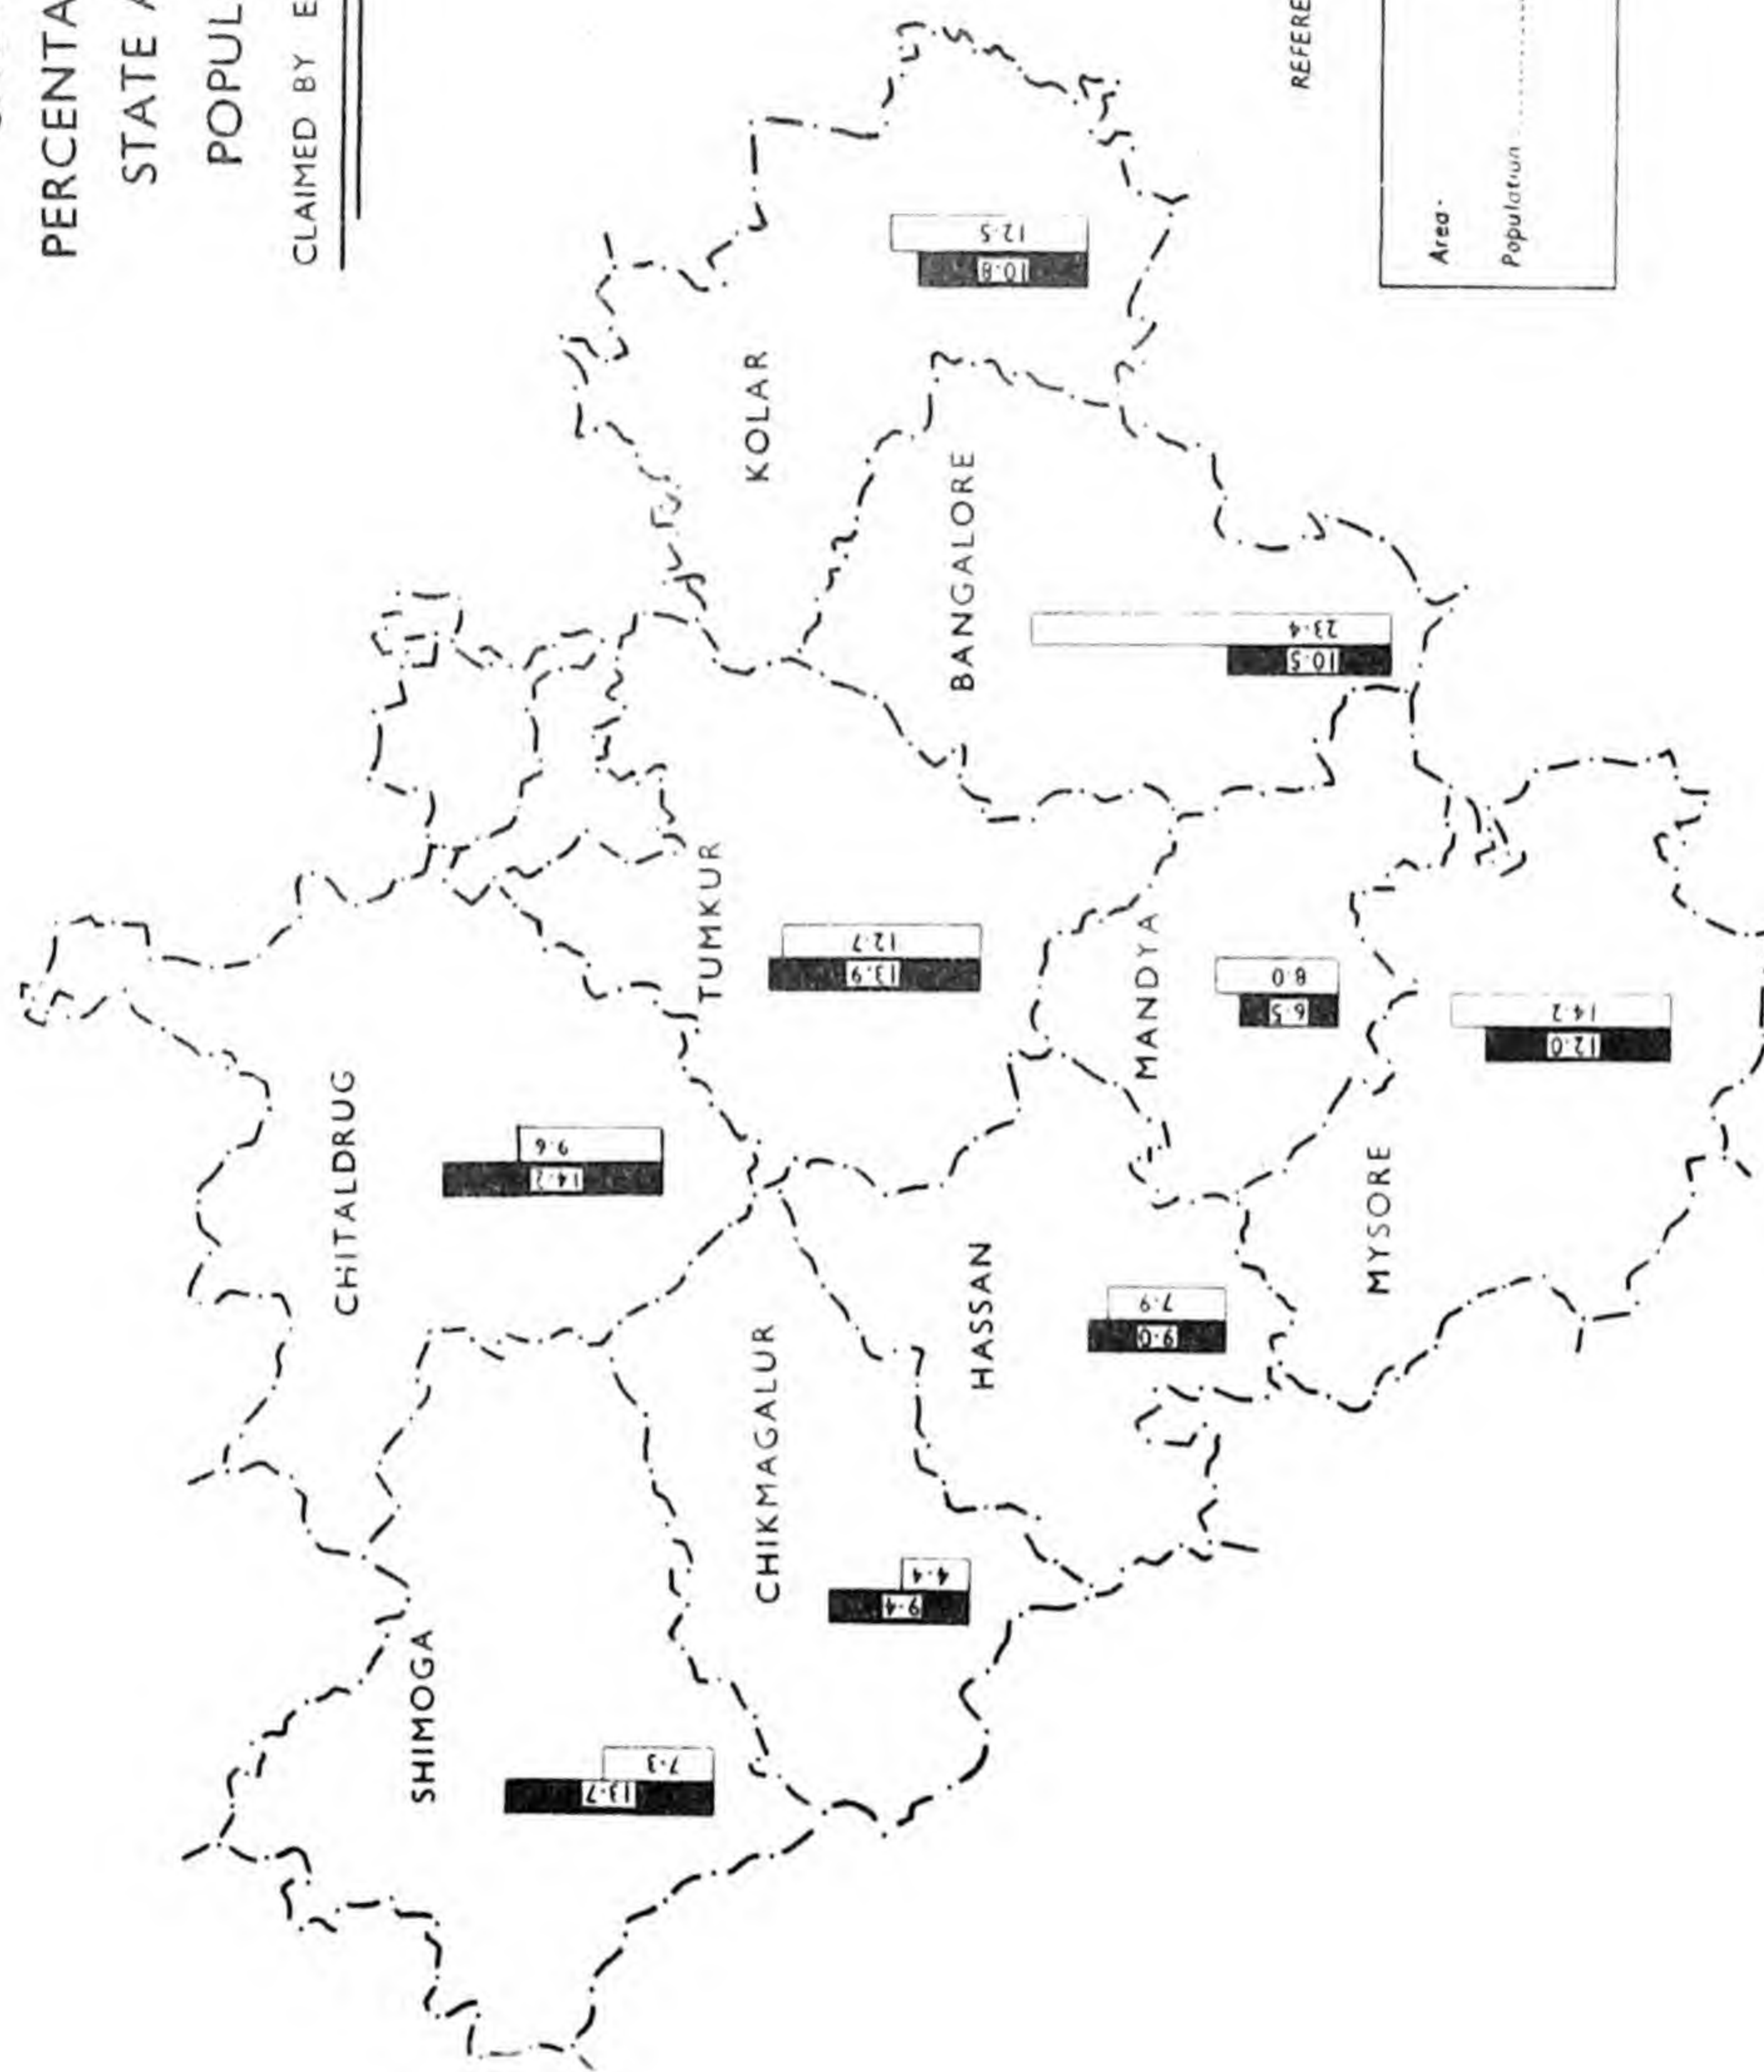 PERCENTA
STATE A
POPUL
CLAIMED BY E
REFERE
Area
Population
CHITALDRUG
14·2
9·6
SHIMOGA
13·7
7·3
TUMKUR
13·9
12·7
KOLAR
10·8
12·5
CHIKMAGALUR
9·4
4·4
BANGALORE
10·5
23·4
HASSAN
9·0
7·9
MANDYA
6·5
8·0
MYSORE
12·0
14·2